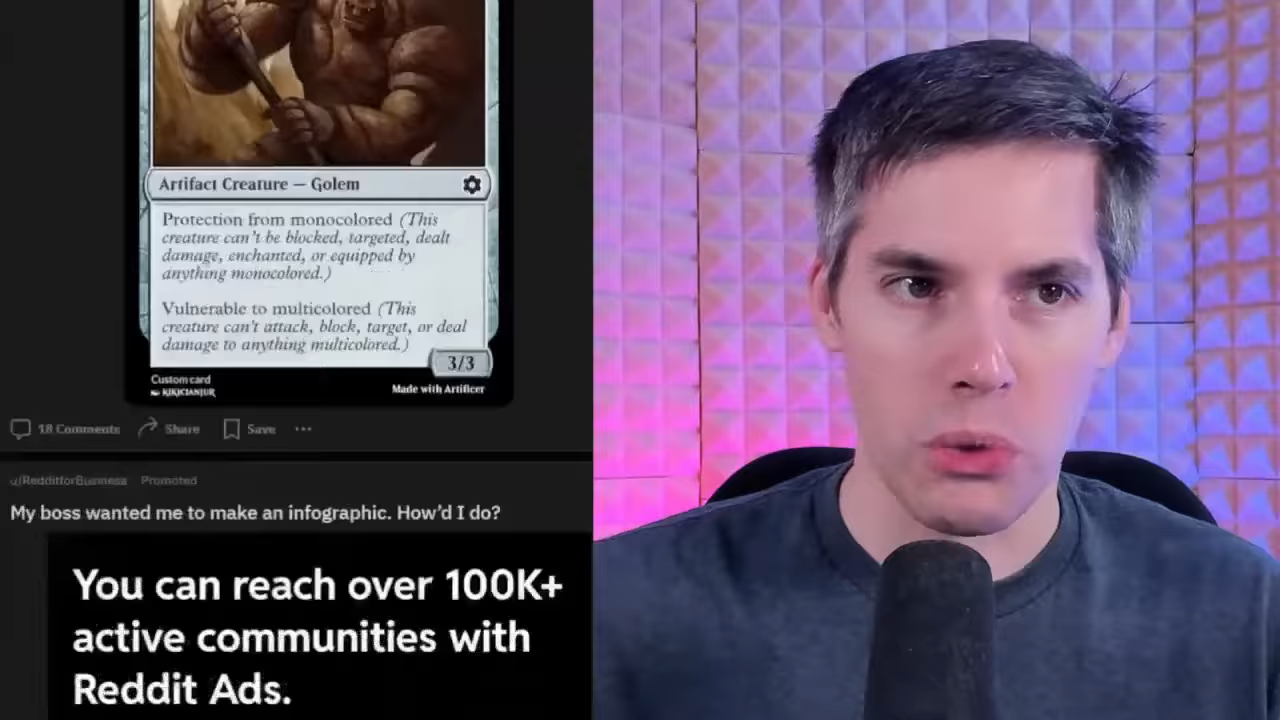 Artifact Creature — Golem
Protection from monocolored (This
creature can't be blocked, targeted, dealt
damage, enchanted, or equipped by
anything monocolored.)
Vulnerable to multicolored (This
creature can't attack, block, target, or deal
damage to anything multicolored.)
3/3
Custom card
Made with Artificer
KIKICIANJUR
18 Comments Share Save
u/RedditforBusiness Promoted
My boss wanted me to make an infographic. How'd I do?
You can reach over 100K+
active communities with
Reddit Ads.